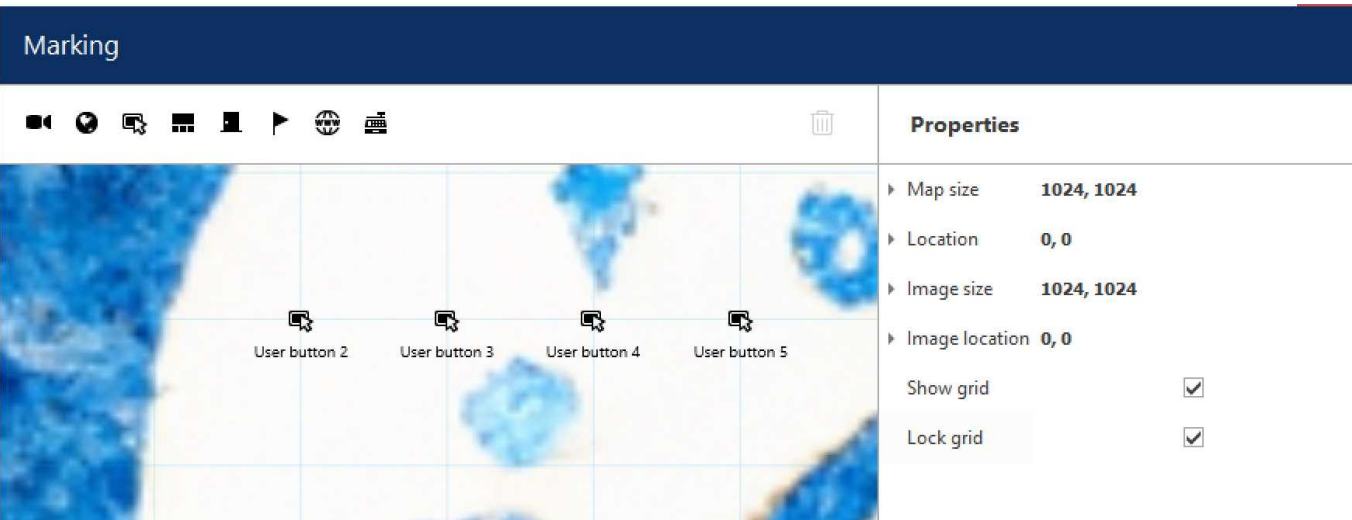 Marking
www
Properties
Map size 1024, 1024
Location 0, 0
Image size 1024, 1024
Image location 0, 0
Show grid
Lock grid
User button 2 User button 3 User button 4 User button 5